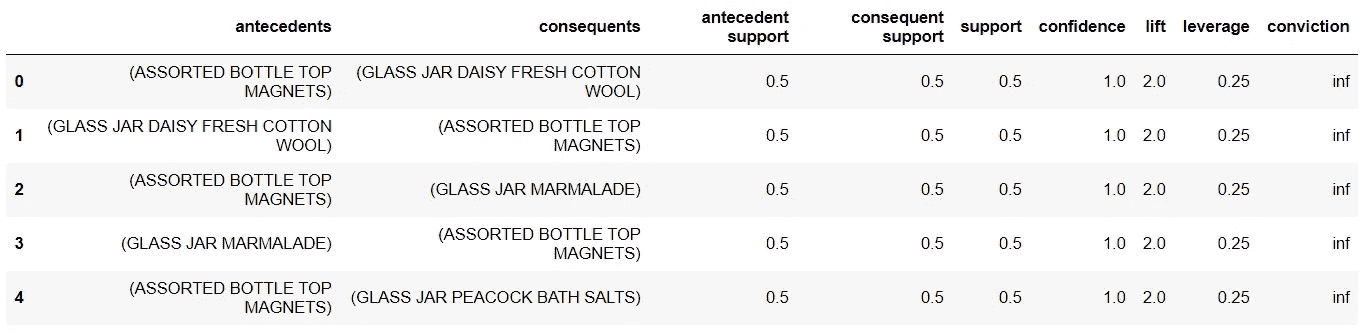 antecedents consequents antecedent support consequent support support confidence lift leverage conviction
0 (ASSORTED BOTTLE TOP MAGNETS) (GLASS JAR DAISY FRESH COTTON WOOL) 0.5 0.5 0.5 1.0 2.0 0.25 inf
1 (GLASS JAR DAISY FRESH COTTON WOOL) (ASSORTED BOTTLE TOP MAGNETS) 0.5 0.5 0.5 1.0 2.0 0.25 inf
2 (ASSORTED BOTTLE TOP MAGNETS) (GLASS JAR MARMALADE) 0.5 0.5 0.5 1.0 2.0 0.25 inf
3 (GLASS JAR MARMALADE) (ASSORTED BOTTLE TOP MAGNETS) 0.5 0.5 0.5 1.0 2.0 0.25 inf
4 (ASSORTED BOTTLE TOP MAGNETS) (GLASS JAR PEACOCK BATH SALTS) 0.5 0.5 0.5 1.0 2.0 0.25 inf